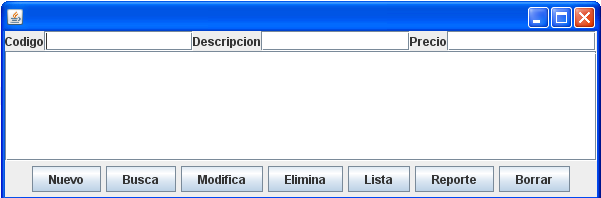 Codigo Descripcion Precio
Nuevo Busca Modifica Elimina Lista Reporte Borrar